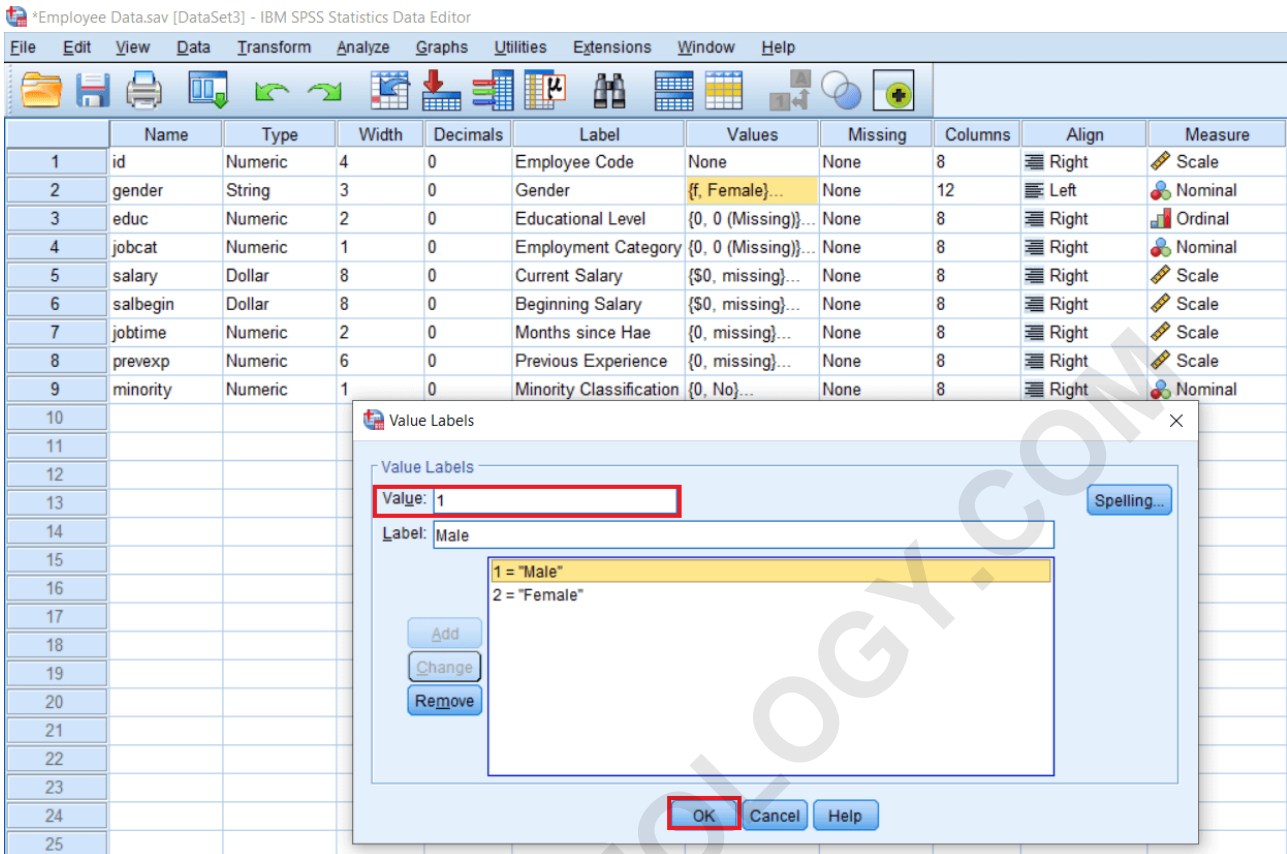 *Employee Data.sav [DataSet3] - IBM SPSS Statistics Data Editor
File Edit View Data Transform Analyze Graphs Utilities Extensions Window Help
Name Type Width Decimals Label Values Missing Columns Align Measure
1 id Numeric 4 0 Employee Code None None 8 Right Scale
2 gender String 3 0 Gender {f, Female}... None 12 Left Nominal
3 educ Numeric 2 0 Educational Level {0, 0 (Missing)}... None 8 Right Ordinal
4 jobcat Numeric 1 0 Employment Category {0, 0 (Missing)}... None 8 Right Nominal
5 salary Dollar 8 0 Current Salary {$0, missing}... None 8 Right Scale
6 salbegin Dollar 8 0 Beginning Salary {$0, missing}... None 8 Right Scale
7 jobtime Numeric 2 0 Months since Hae {0, missing}... None 8 Right Scale
8 prevexp Numeric 6 0 Previous Experience {0, missing}... None 8 Right Scale
9 minority Numeric 1 0 Minority Classification {0, No}... None 8 Right Nominal
10
11
12
13
14
15
16
17
18
19
20
21
22
23
24
25
Value Labels
Value Labels
Value: 1
Spelling...
Label: Male
1 = "Male"
2 = "Female"
Add
Change
Remove
OK Cancel Help
OLOGY.COM